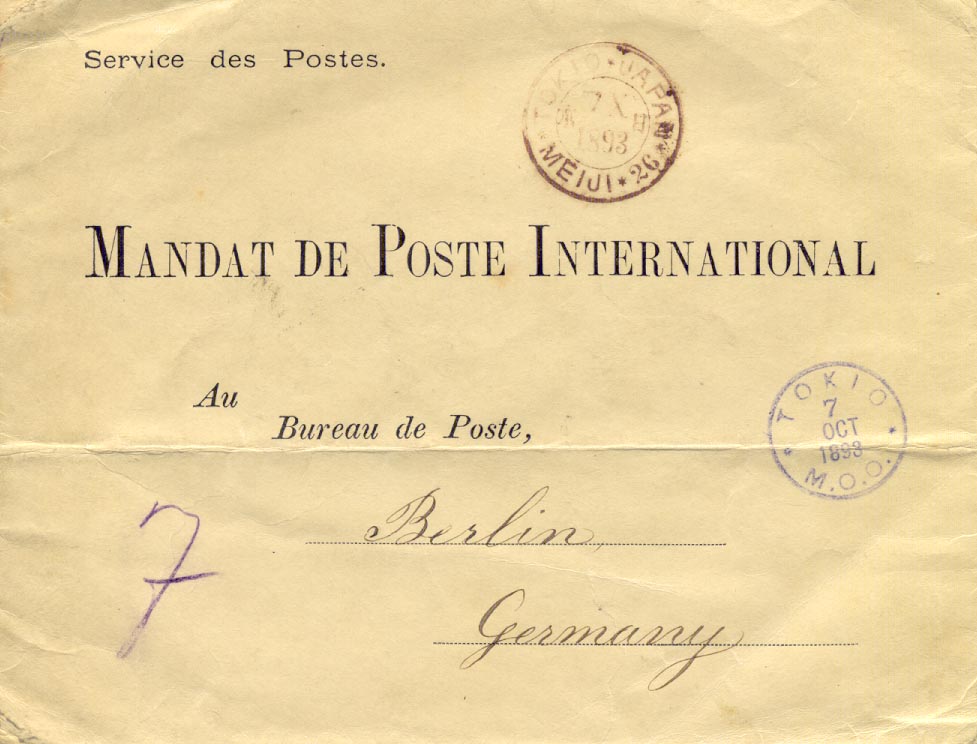 Service des Postes.
TOKIO JAPAN
7 X
1893
MEIJI * 26 *
MANDAT DE POSTE INTERNATIONAL
Au
Bureau de Poste,
TOKIO
7
OCT
1893
* M.O.O. *
7
Berlin,
Germany